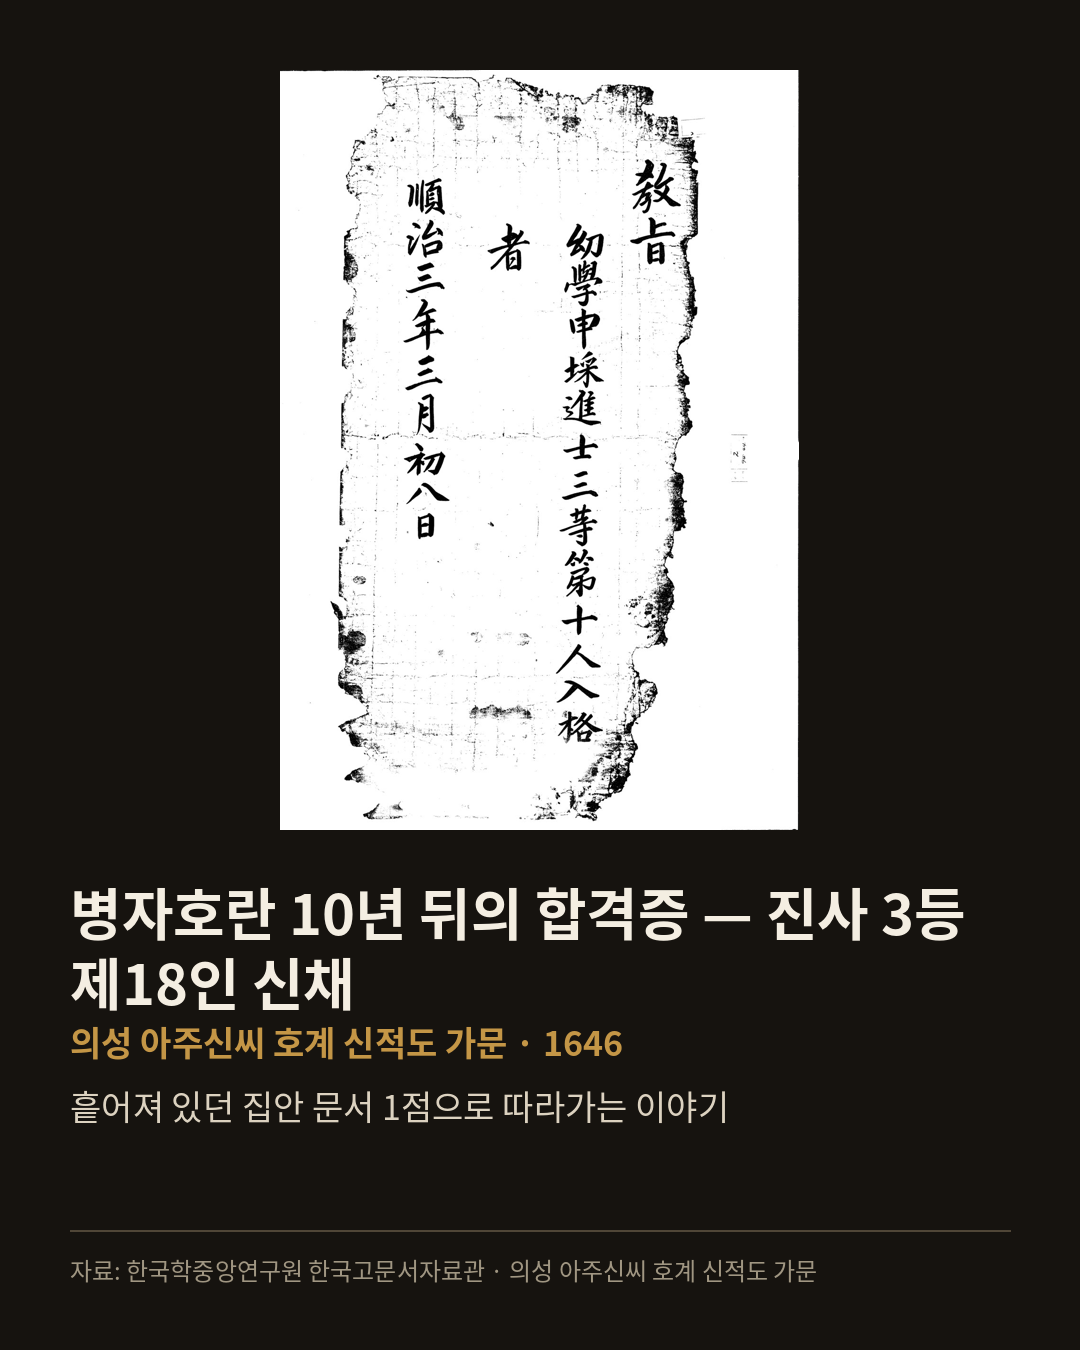 敎旨
幼學申埰進士三等第十人入格
者
順治三年三月初八日
병자호란 10년 뒤의 합격증 — 진사 3등
제18인 신채
의성 아주신씨 호계 신적도 가문 · 1646
흩어져 있던 집안 문서 1점으로 따라가는 이야기
자료: 한국학중앙연구원 한국고문서자료관 · 의성 아주신씨 호계 신적도 가문